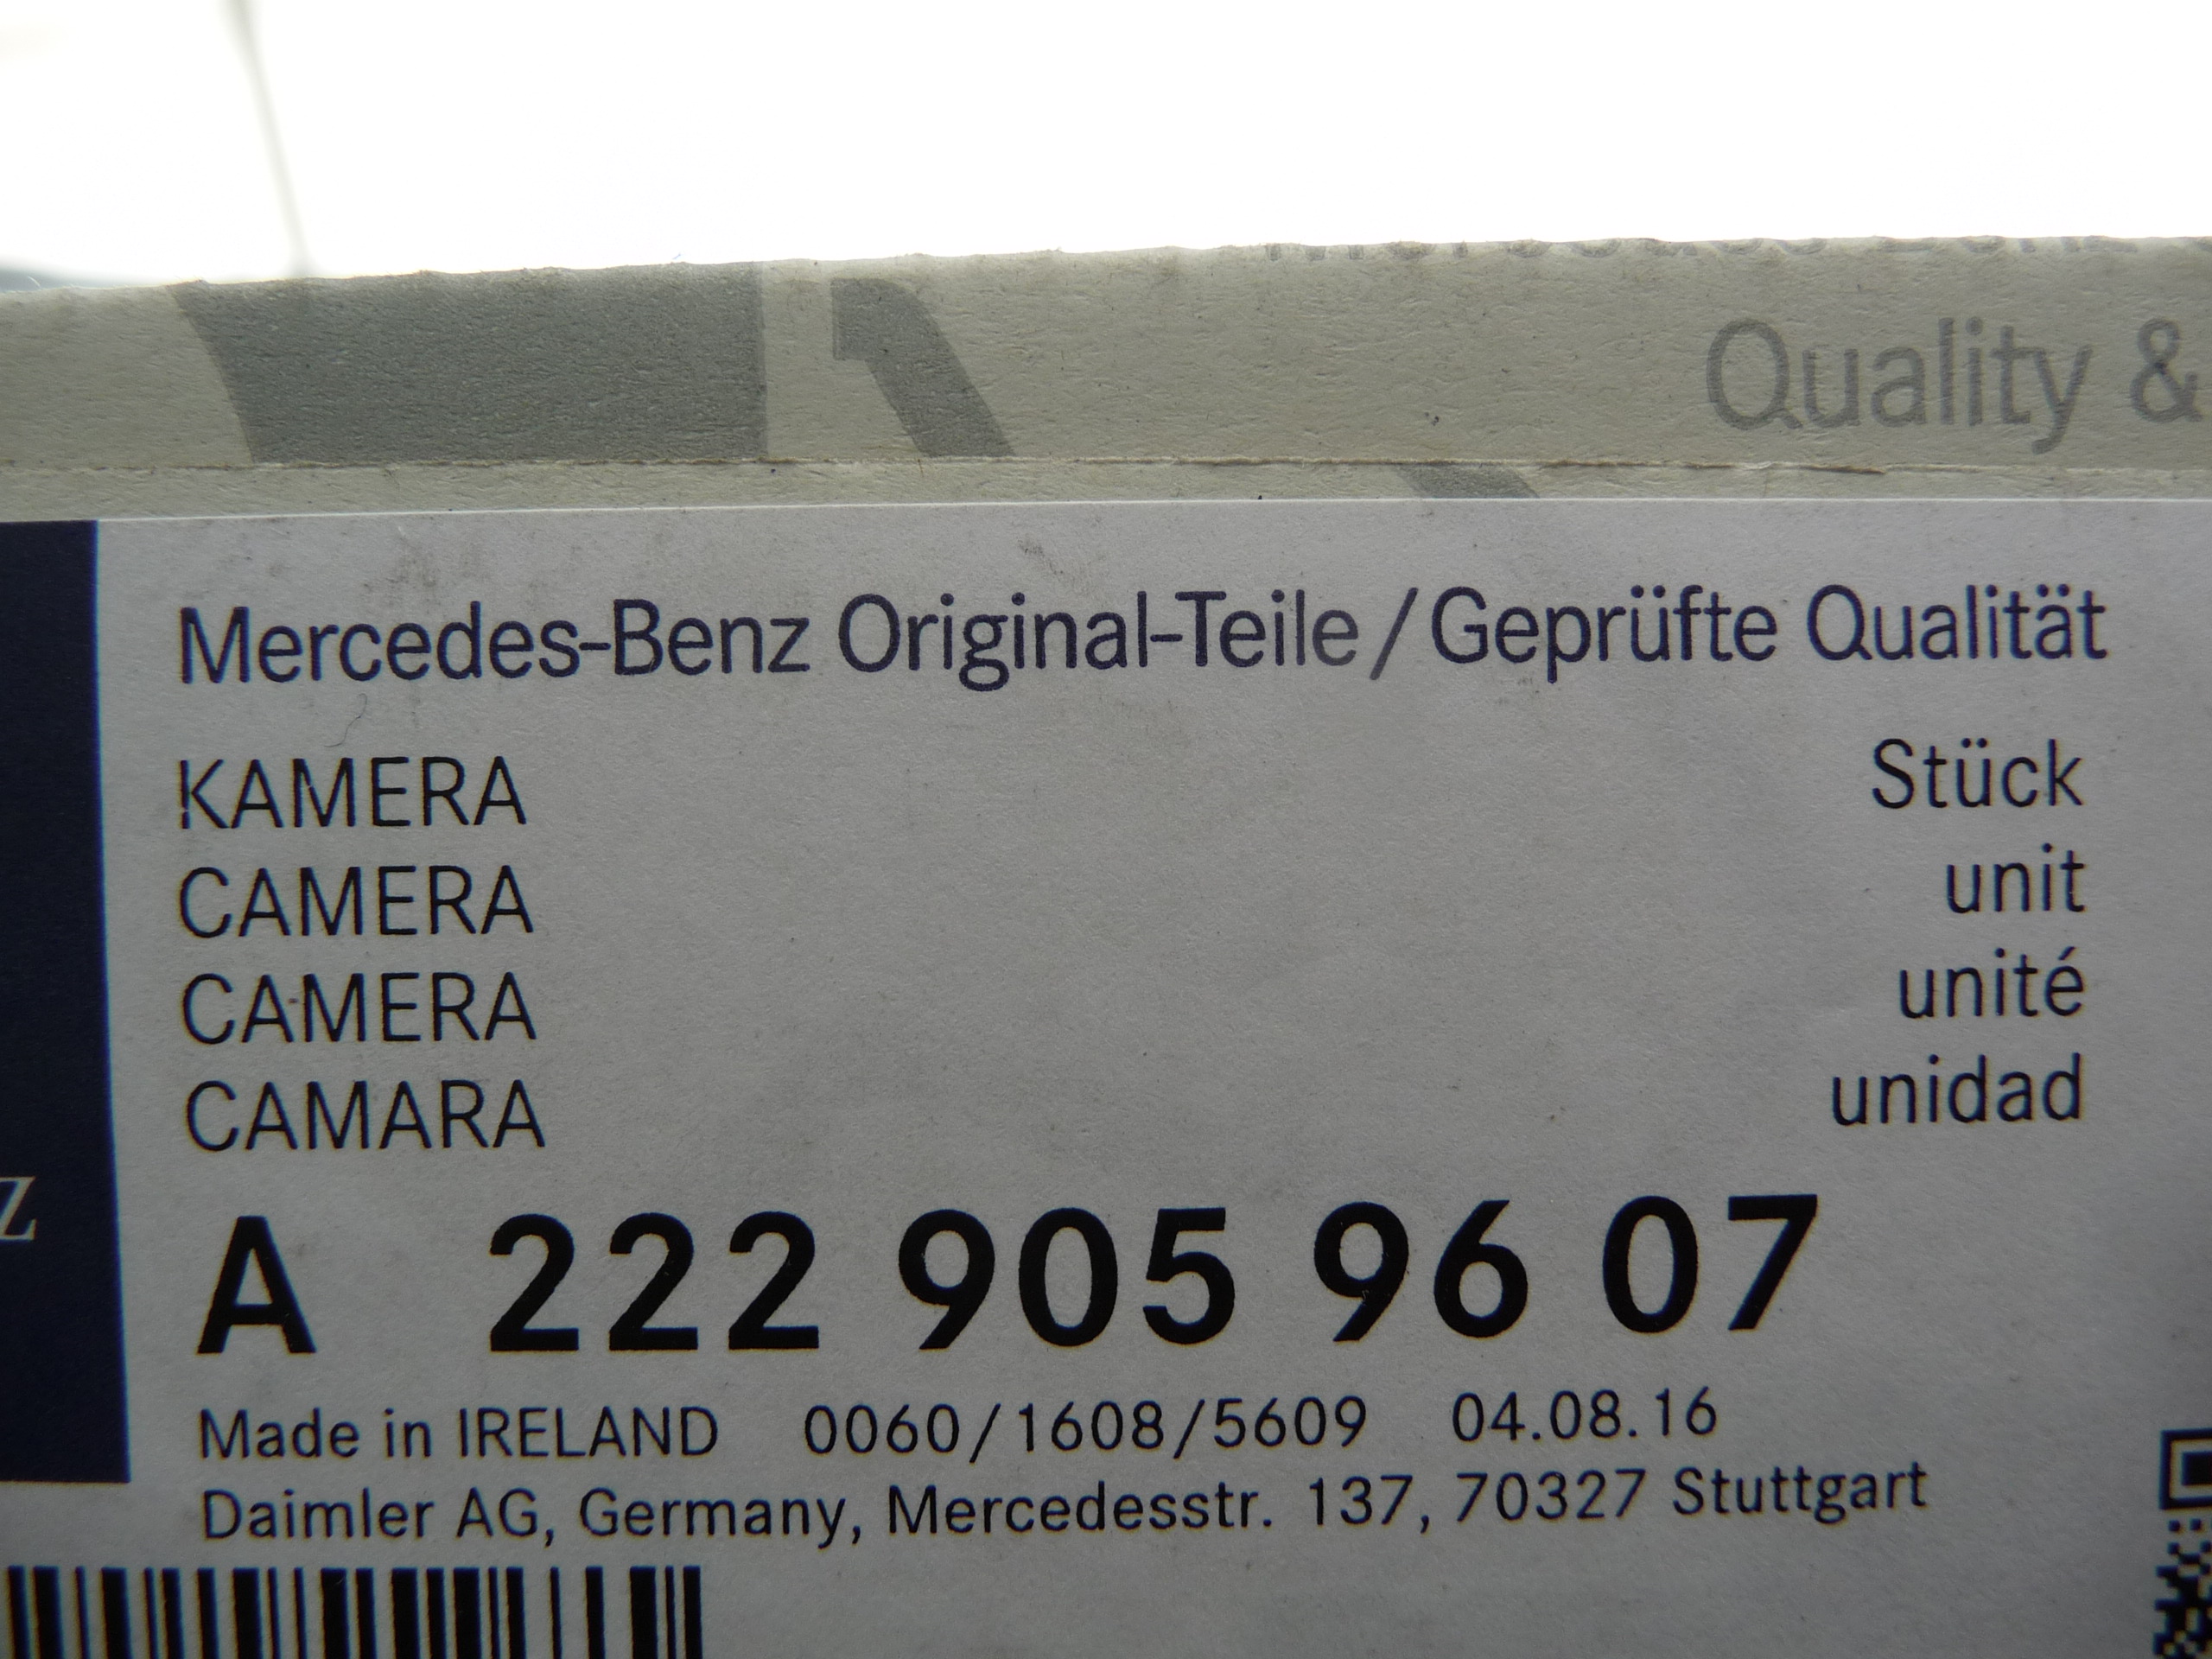 Quality &
Mercedes-Benz Original-Teile/Geprüfte Qualität
KAMERA Stück
CAMERA unit
CAMERA unité
CAMARA unidad
z
A 222 905 96 07
Made in IRELAND 0060/1608/5609 04.08.16
Daimler AG, Germany, Mercedesstr. 137, 70327 Stuttgart